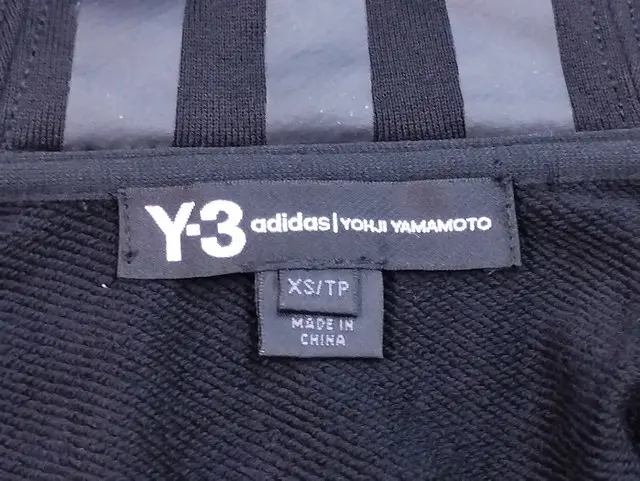 Y-3 adidas | YOHJI YAMAMOTO
XS/TP
MADE IN
CHINA